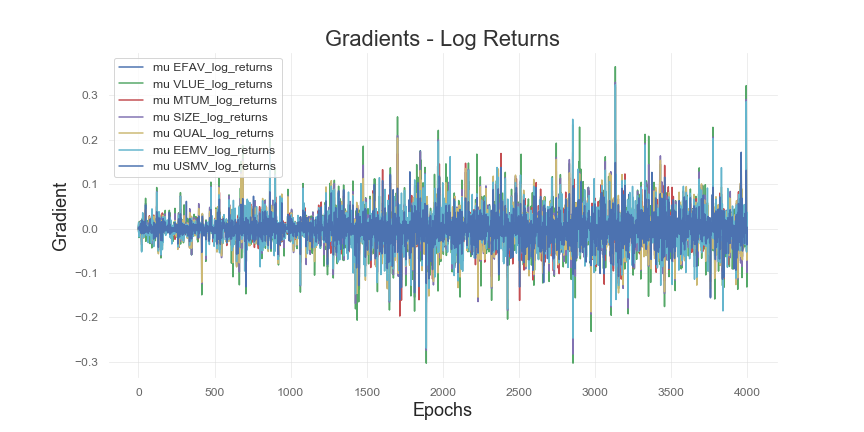 Gradients - Log Returns
mu EFAV_log_returns
mu VLUE_log_returns
mu MTUM_log_returns
mu SIZE_log_returns
mu QUAL_log_returns
mu EEMV_log_returns
mu USMV_log_returns
0.3
0.2
0.1
0.0
−0.1
−0.2
−0.3
Gradient
0 500 1000 1500 2000 2500 3000 3500 4000
Epochs